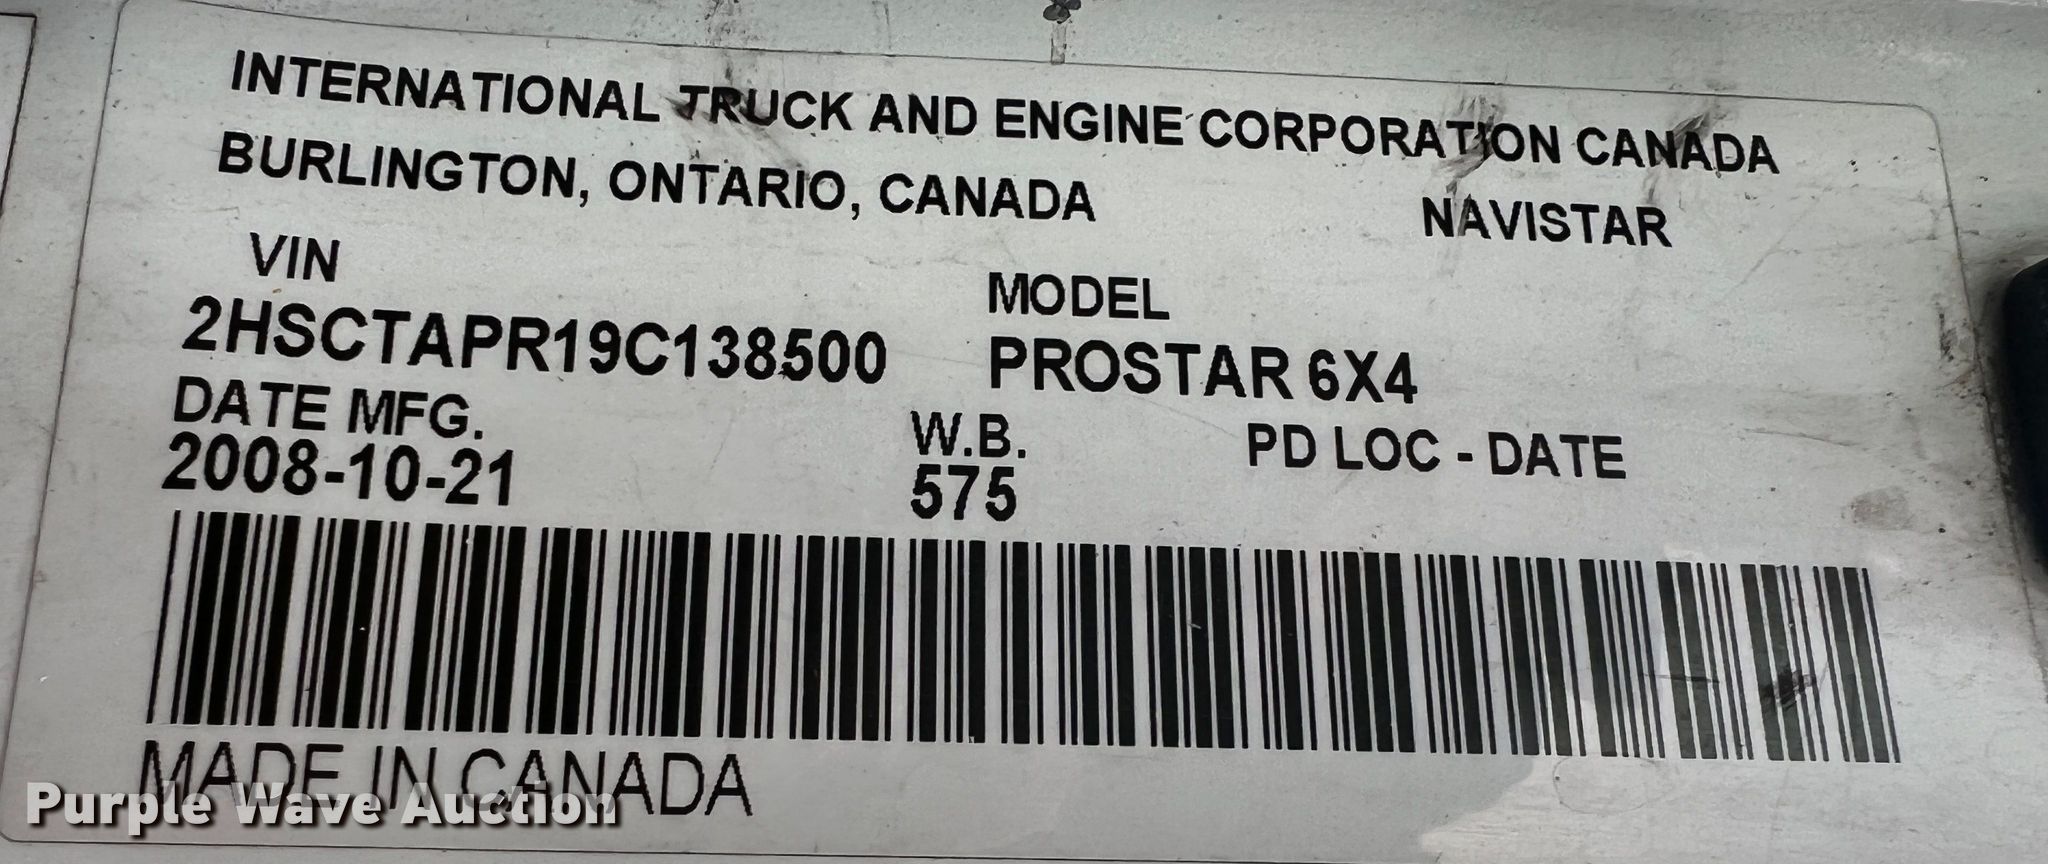 INTERNATIONAL TRUCK AND ENGINE CORPORATION CANADA
BURLINGTON, ONTARIO, CANADA NAVISTAR
VIN MODEL
2HSCTAPR19C138500 PROSTAR 6X4
DATE MFG. W.B. PD LOC - DATE
2008-10-21 575
MADE IN CANADA
Purple Wave Auction